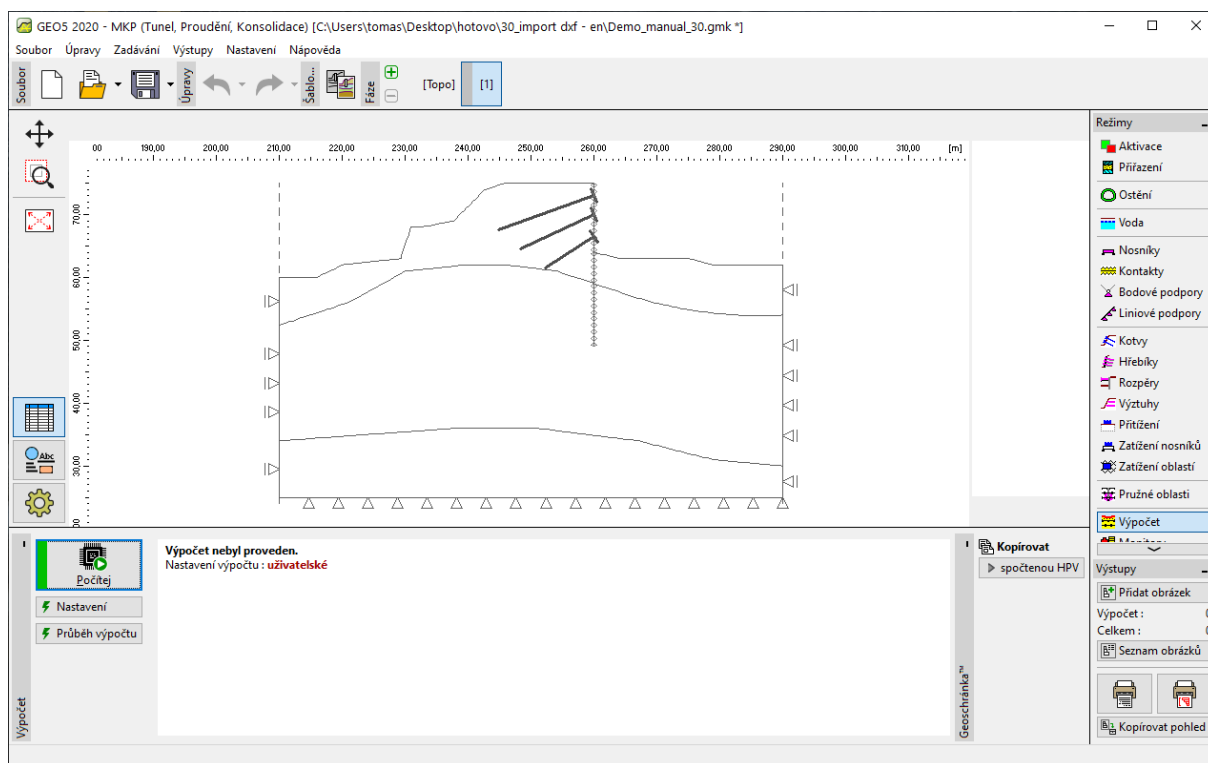 GEO5 2020 - MKP (Tunel, Proudění, Konsolidace) [C:\Users\tomas\Desktop\hotovo\30_import dxf - en\Demo_manual_30.gmk *]
Soubor Úpravy Zadávání Výstupy Nastavení Nápověda
Soubor
Úpravy
Šablo...
Fáze
[Topo]
[1]
00 190,00 200,00 210,00 220,00 230,00 240,00 250,00 260,00 270,00 280,00 290,00 300,00 310,00 [m]
70,00
60,00
50,00
40,00
30,00
00
Abc
Režimy
Aktivace
Přiřazení
Ostění
Voda
Nosníky
Kontakty
Bodové podpory
Liniové podpory
Kotvy
Hřebíky
Rozpěry
Výztuhy
Přitížení
Zatížení nosníků
Zatížení oblastí
Pružné oblasti
Výpočet
Monitory
Výstupy
Přidat obrázek
Výpočet : 0
Celkem : 0
Seznam obrázků
Kopírovat pohled
Výpočet
Počítej
Nastavení
Průběh výpočtu
Výpočet nebyl proveden.
Nastavení výpočtu : uživatelské
Geoschránka™
Kopírovat
spočtenou HPV